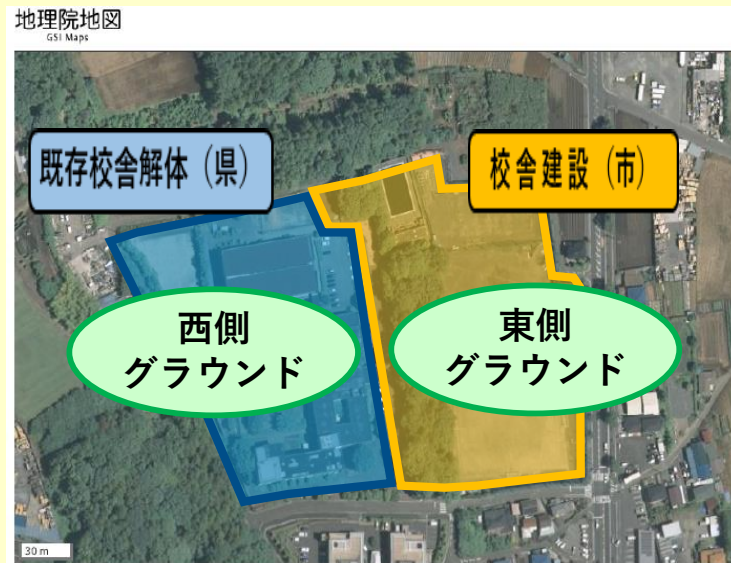 地理院地図
GSI Maps
既存校舎解体（県）
校舎建設（市）
西側
グラウンド
東側
グラウンド
30 m